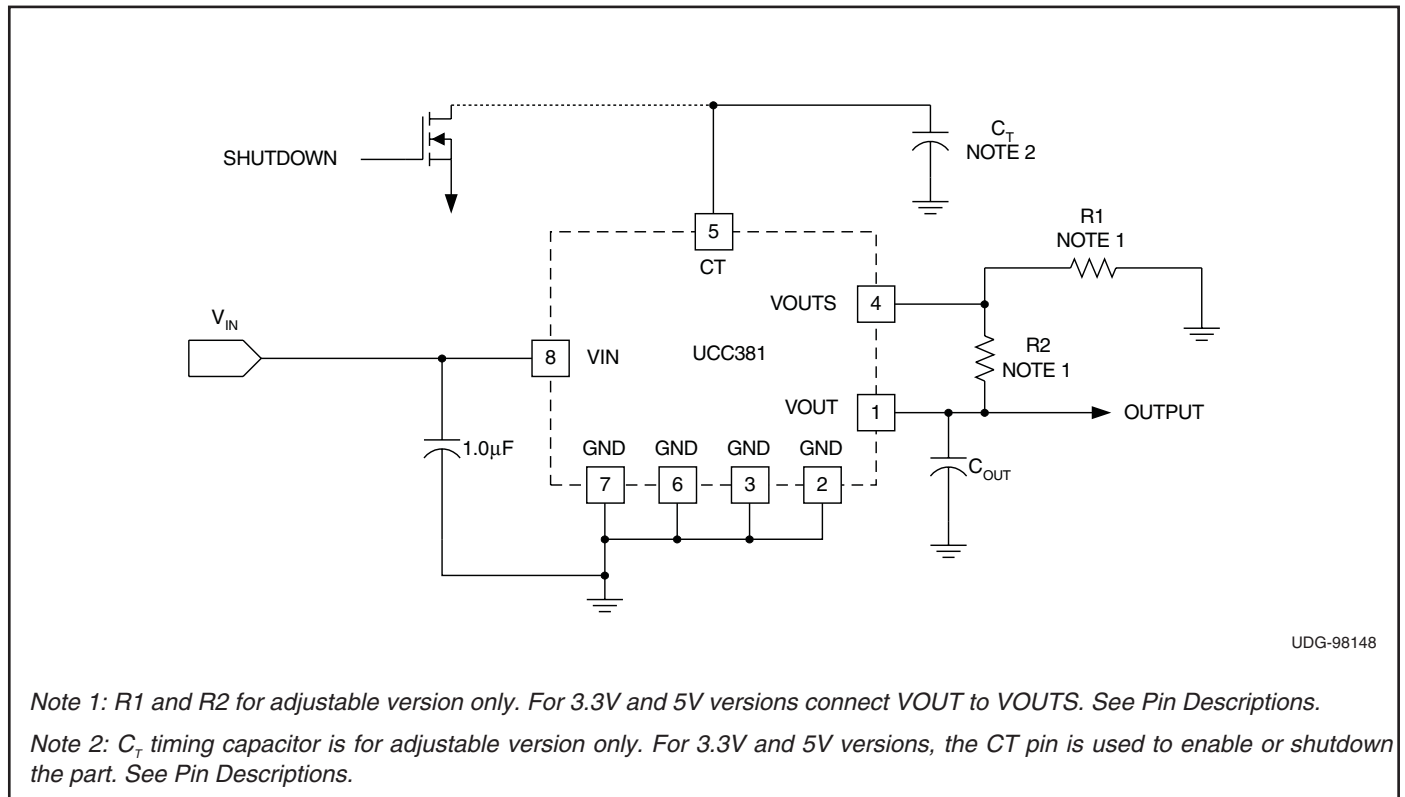 SHUTDOWN
C_T
NOTE 2
5
CT
R1
NOTE 1
VOUTS
4
V_IN
8
VIN
UCC381
R2
NOTE 1
VOUT
1
OUTPUT
1.0µF
GND GND GND GND
7 6 3 2
C_OUT
UDG-98148
Note 1: R1 and R2 for adjustable version only. For 3.3V and 5V versions connect VOUT to VOUTS. See Pin Descriptions.
Note 2: C_T timing capacitor is for adjustable version only. For 3.3V and 5V versions, the CT pin is used to enable or shutdown
the part. See Pin Descriptions.